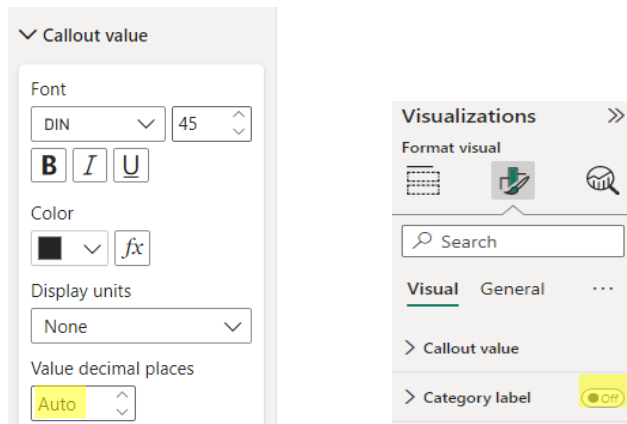 Callout value
Font
DIN 45
B I U
Color
fx
Display units
None
Value decimal places
Auto
Visualizations
Format visual
Search
Visual General ...
Callout value
Category label Off